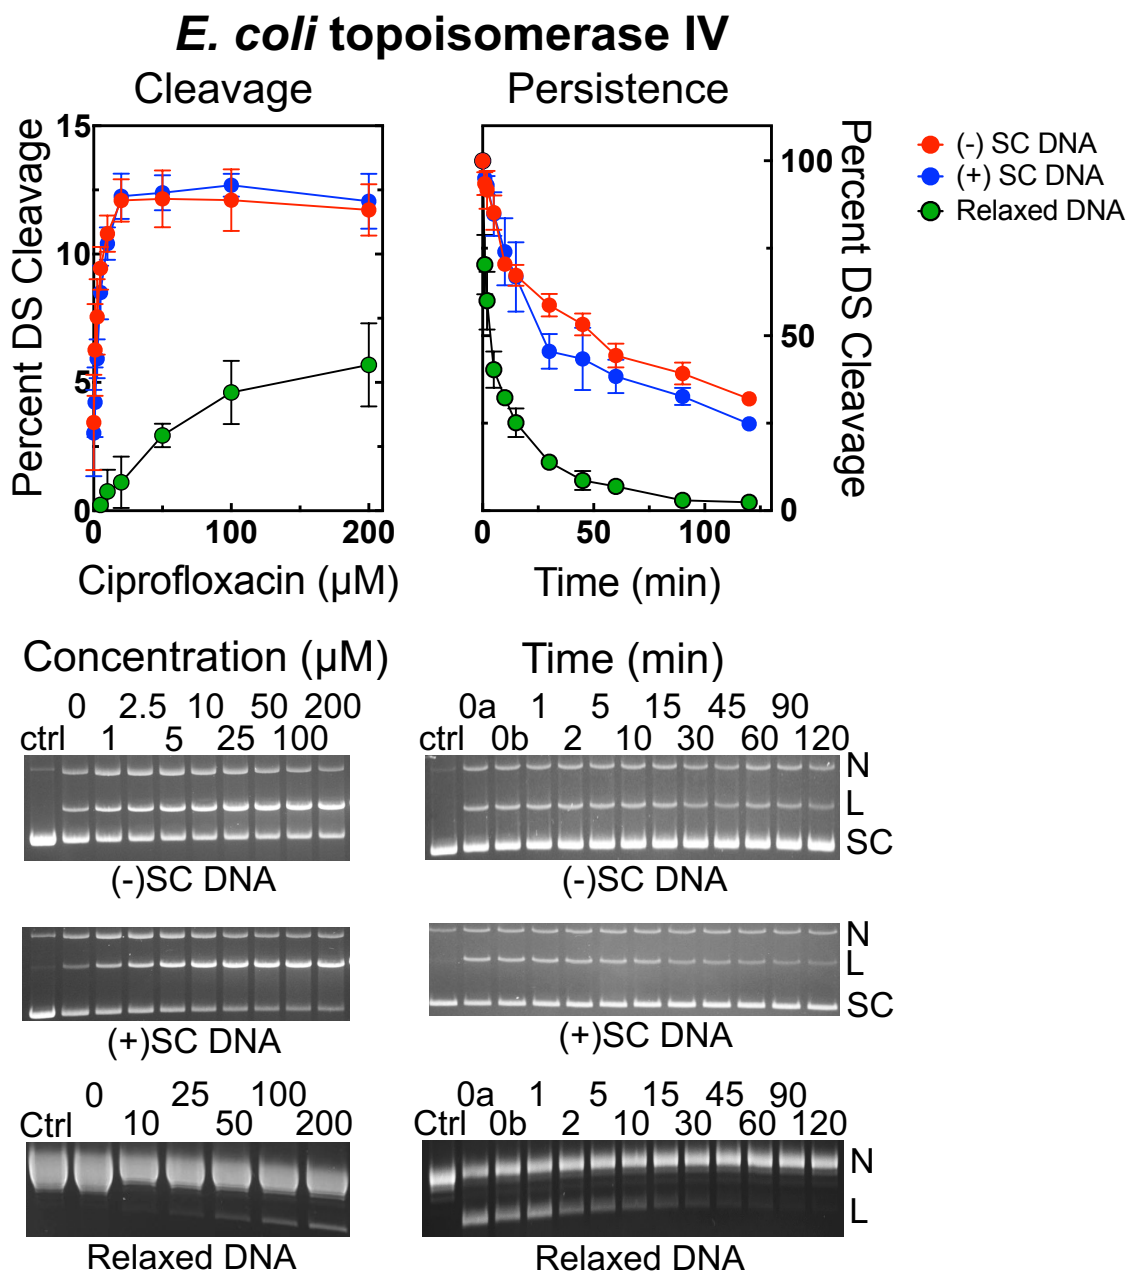 E. coli topoisomerase IV
Cleavage
Persistence
Percent DS Cleavage
15
10
5
0
0
100
200
Ciprofloxacin (µM)
100
50
0
0
50
100
Time (min)
Percent DS Cleavage
(-) SC DNA
(+) SC DNA
Relaxed DNA
Concentration (µM)
0 2.5 10 50 200
ctrl 1 5 25 100
(-)SC DNA
(+)SC DNA
0 25 100
Ctrl 10 50 200
Relaxed DNA
Time (min)
0a 1 5 15 45 90
ctrl 0b 2 10 30 60 120
N
L
SC
(-)SC DNA
N
L
SC
(+)SC DNA
0a 1 5 15 45 90
Ctrl 0b 2 10 30 60 120
N
L
Relaxed DNA